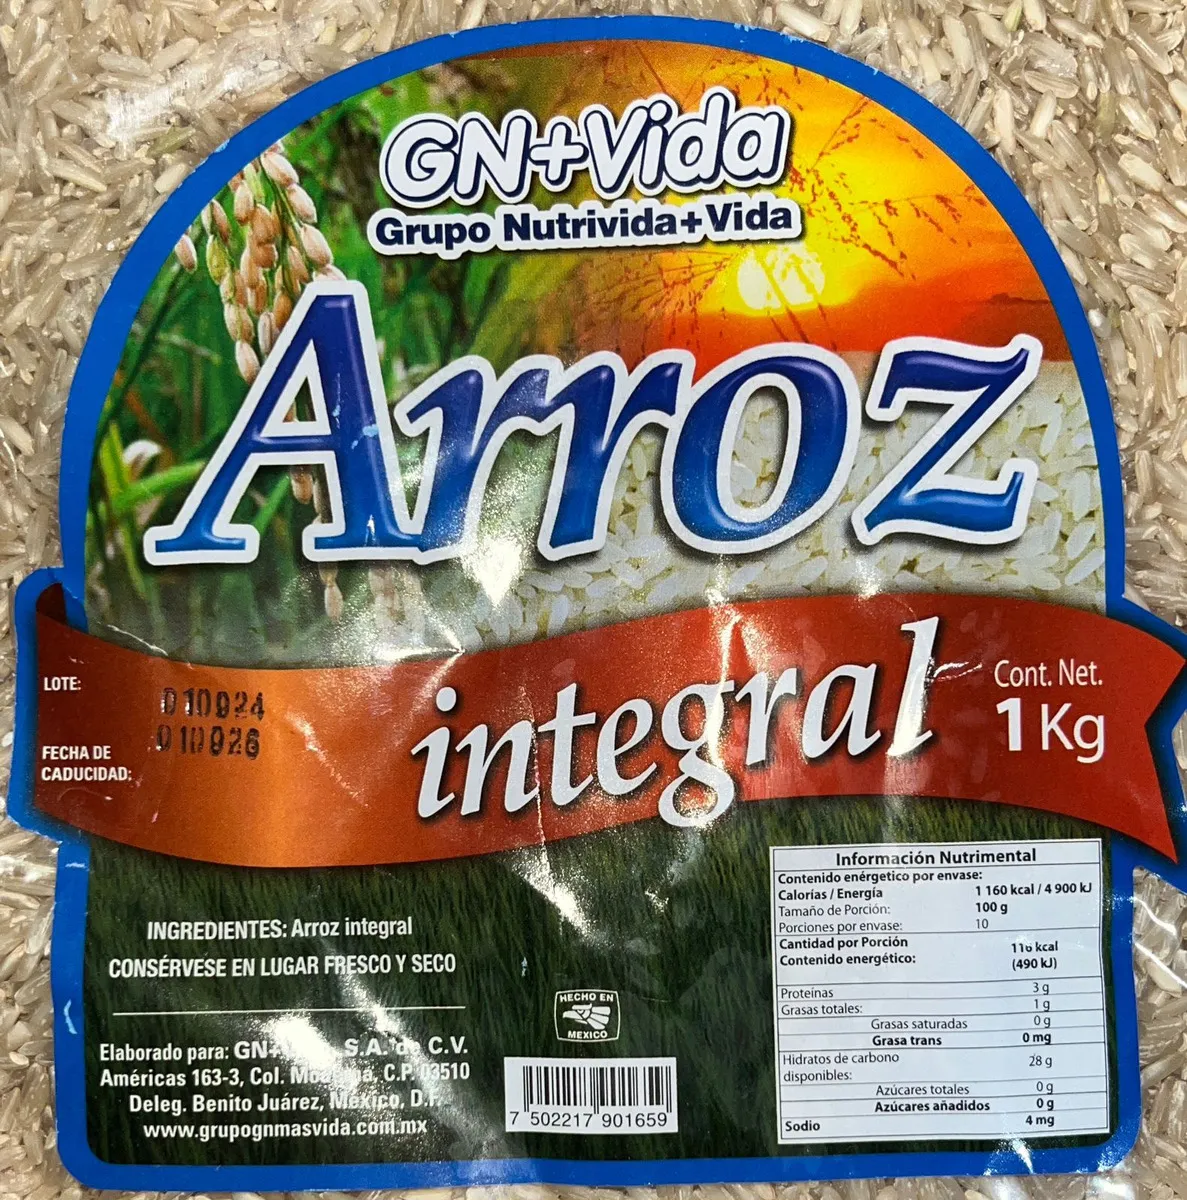 GN+Vida
Grupo Nutrivida+Vida
Arroz
integral
Cont. Net.
1 Kg
LOTE:
010924
FECHA DE
CADUCIDAD:
010926
INGREDIENTES: Arroz integral
CONSÉRVESE EN LUGAR FRESCO Y SECO
Elaborado para: GN+ S.A. de C.V.
Américas 163-3, Col. Moderna, C.P. 03510
Deleg. Benito Juárez, México, D.F.
www.grupognmasvida.com.mx
HECHO EN
MEXICO
7 502217 901659
Información Nutrimental
Contenido enérgetico por envase:
Calorías / Energía 1 160 kcal / 4 900 kJ
Tamaño de Porción: 100 g
Porciones por envase: 10
Cantidad por Porción
Contenido energético: 116 kcal
(490 kJ)
Proteínas 3 g
Grasas totales: 1 g
Grasas saturadas 0 g
Grasa trans 0 mg
Hidratos de carbono
disponibles: 28 g
Azúcares totales 0 g
Azúcares añadidos 0 g
Sodio 4 mg